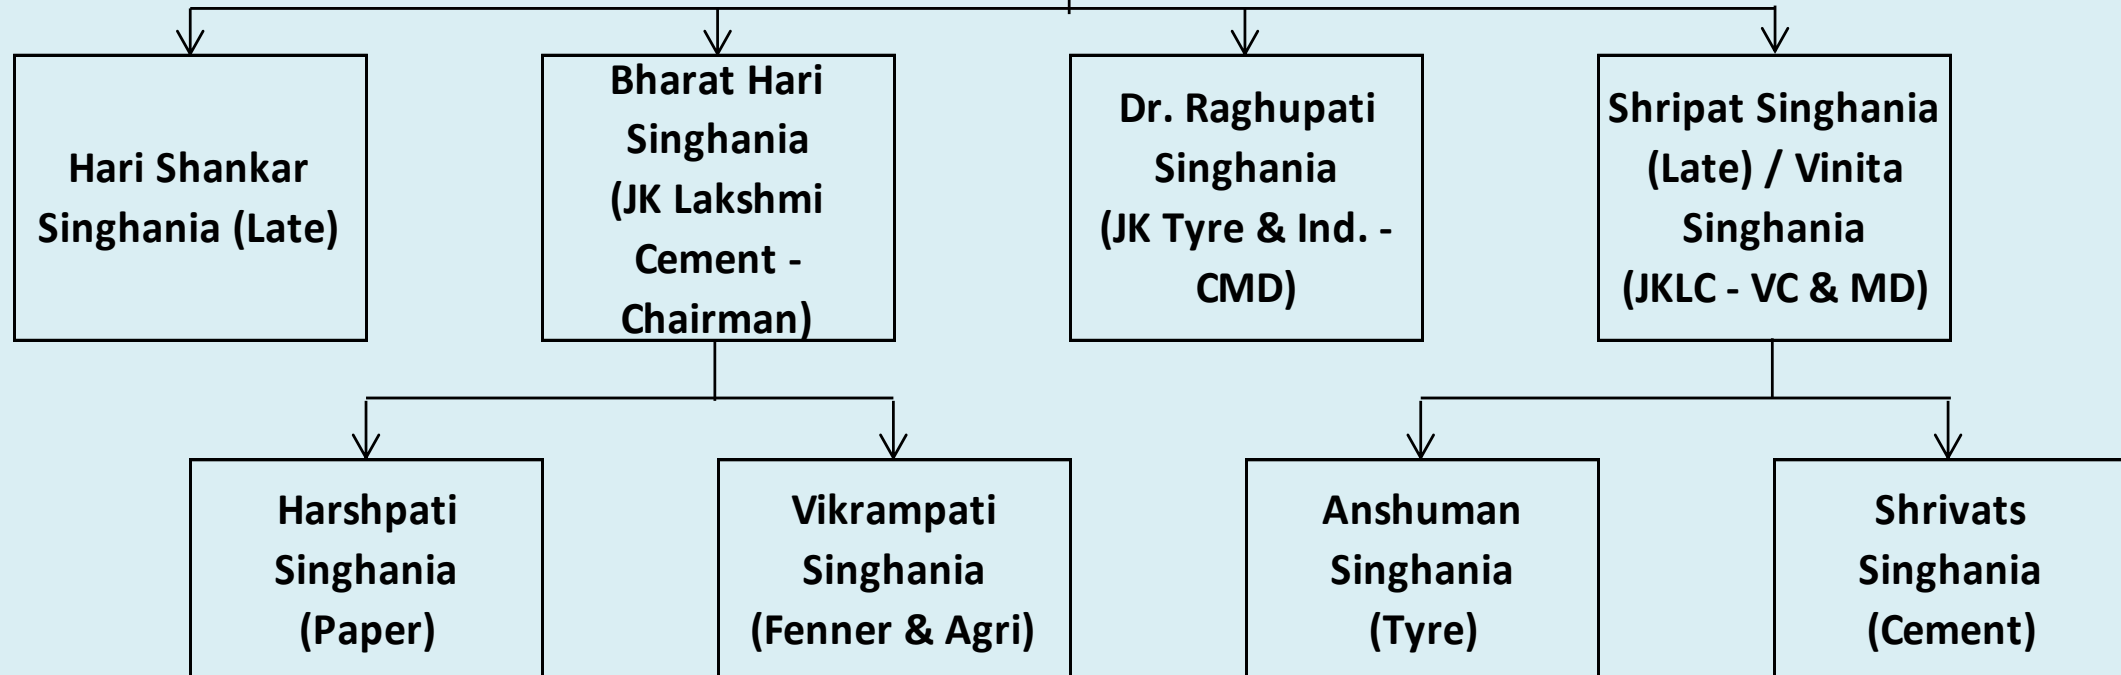 Hari Shankar
Singhania (Late)
Bharat Hari
Singhania
(JK Lakshmi
Cement -
Chairman)
Dr. Raghupati
Singhania
(JK Tyre & Ind. -
CMD)
Shripat Singhania
(Late) / Vinita
Singhania
(JKLC - VC & MD)
Harshpati
Singhania
(Paper)
Vikrampati
Singhania
(Fenner & Agri)
Anshuman
Singhania
(Tyre)
Shrivats
Singhania
(Cement)